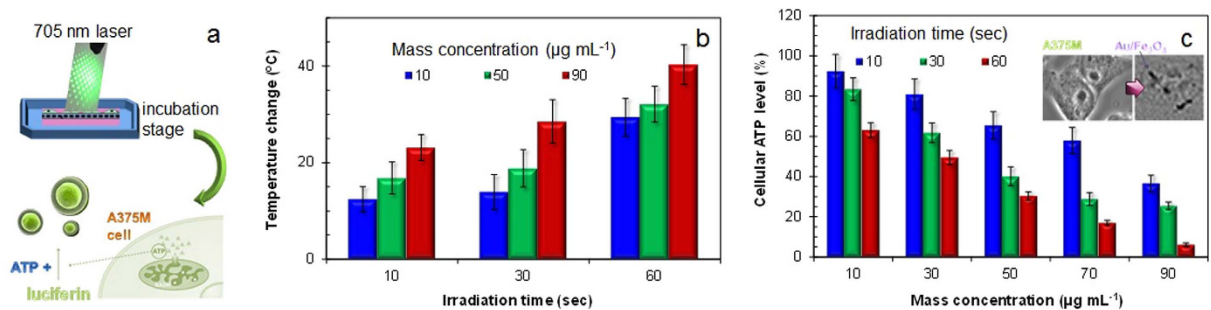 705 nm laser
a
incubation
stage
A375M
cell
ATP
ATP +
luciferin
b
Mass concentration (µg mL⁻¹)
10 50 90
Temperature change (°C)
40
20
0
10 30 60
Irradiation time (sec)
c
Irradiation time (sec)
10 30 60
A375M Au/Fe₃O₄
Cellular ATP level (%)
120
100
80
60
40
20
0
10 30 50 70 90
Mass concentration (µg mL⁻¹)